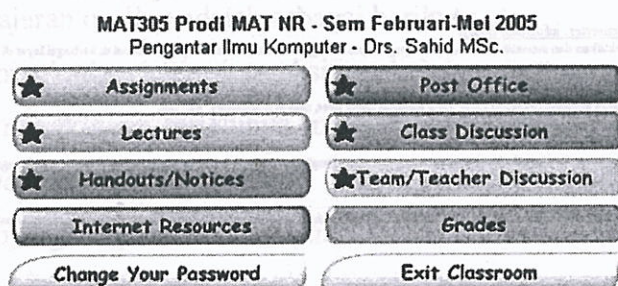 MAT305 Prodi MAT NR - Sem Februari-Mei 2005
Pengantar Ilmu Komputer - Drs. Sahid MSc.
Assignments
Post Office
Lectures
Class Discussion
Handouts/Notices
Team/Teacher Discussion
Internet Resources
Grades
Change Your Password
Exit Classroom